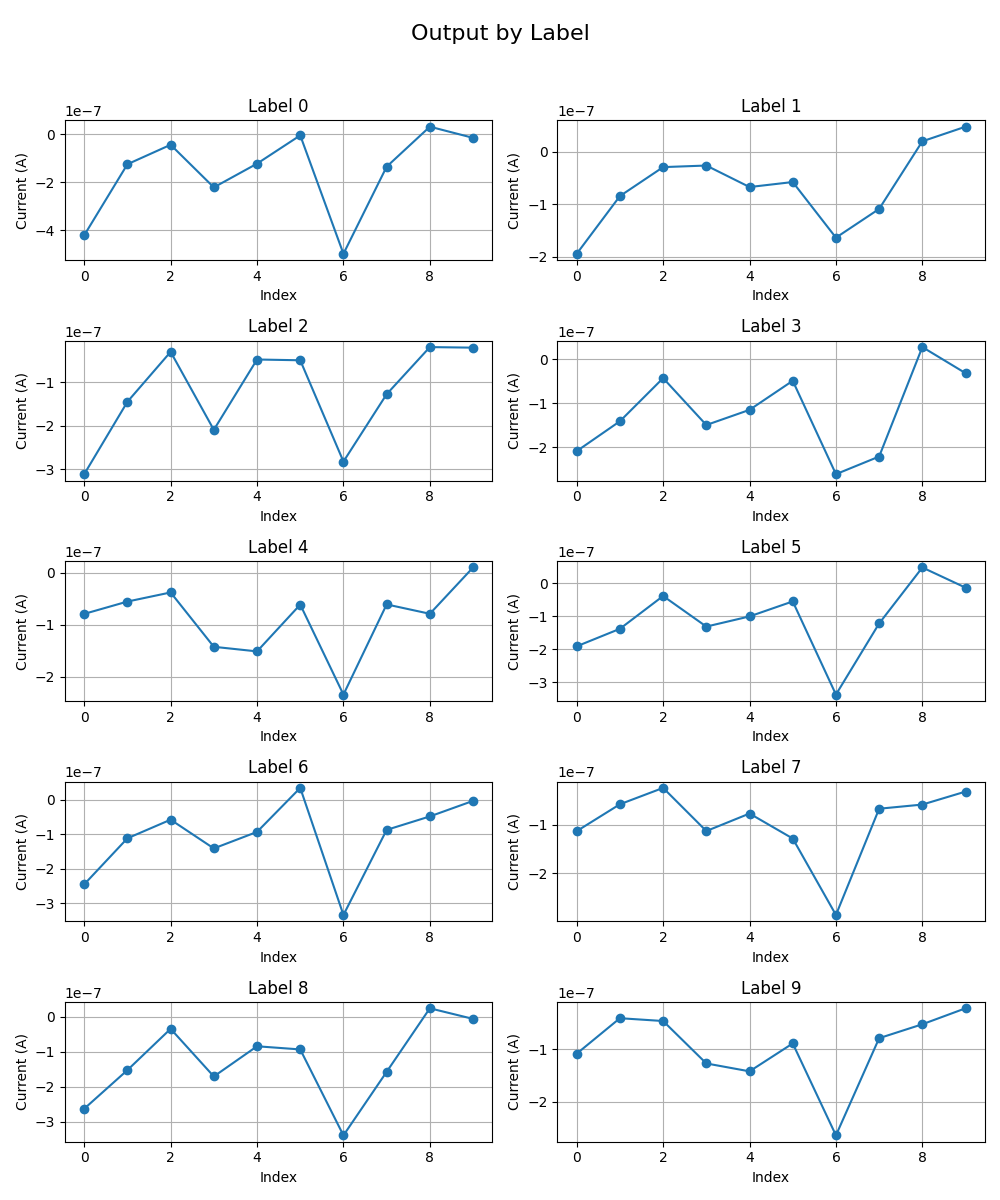 Output by Label
Label 0
1e−7
0
−2
−4
Current (A)
0 2 4 6 8
Index
Label 1
1e−7
0
−1
−2
Current (A)
0 2 4 6 8
Index
Label 2
1e−7
−1
−2
−3
Current (A)
0 2 4 6 8
Index
Label 3
1e−7
0
−1
−2
Current (A)
0 2 4 6 8
Index
Label 4
1e−7
0
−1
−2
Current (A)
0 2 4 6 8
Index
Label 5
1e−7
0
−1
−2
−3
Current (A)
0 2 4 6 8
Index
Label 6
1e−7
0
−1
−2
−3
Current (A)
0 2 4 6 8
Index
Label 7
1e−7
−1
−2
Current (A)
0 2 4 6 8
Index
Label 8
1e−7
0
−1
−2
−3
Current (A)
0 2 4 6 8
Index
Label 9
1e−7
−1
−2
Current (A)
0 2 4 6 8
Index